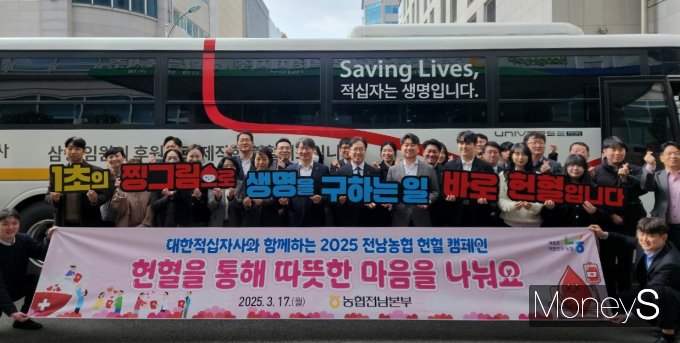 Saving Lives,
적십자는 생명입니다.
UNIVERSE
1초의 찡그림으로 생명을 구하는 일 바로 헌혈입니다
대한적십자사와 함께하는 2025 전남농협 헌혈 캠페인
헌혈을 통해 따뜻한 마음을 나눠요
2025. 3. 17.(월) 농협전남본부
MoneyS